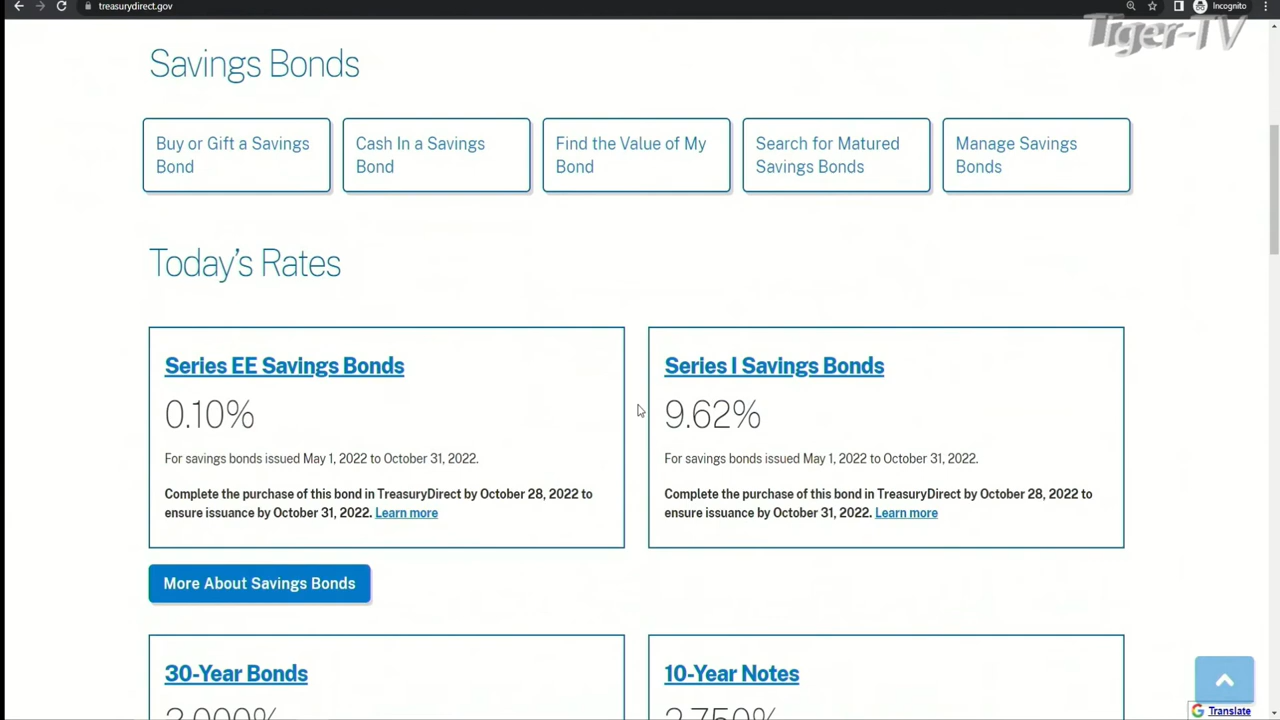 treasurydirect.gov
Incognito
Tiger-TV
Savings Bonds
Buy or Gift a Savings
Bond
Cash In a Savings
Bond
Find the Value of My
Bond
Search for Matured
Savings Bonds
Manage Savings
Bonds
Today's Rates
Series EE Savings Bonds
0.10%
For savings bonds issued May 1, 2022 to October 31, 2022.
Complete the purchase of this bond in TreasuryDirect by October 28, 2022 to
ensure issuance by October 31, 2022. Learn more
Series I Savings Bonds
9.62%
For savings bonds issued May 1, 2022 to October 31, 2022.
Complete the purchase of this bond in TreasuryDirect by October 28, 2022 to
ensure issuance by October 31, 2022. Learn more
More About Savings Bonds
30-Year Bonds
10-Year Notes
2.750%
Translate